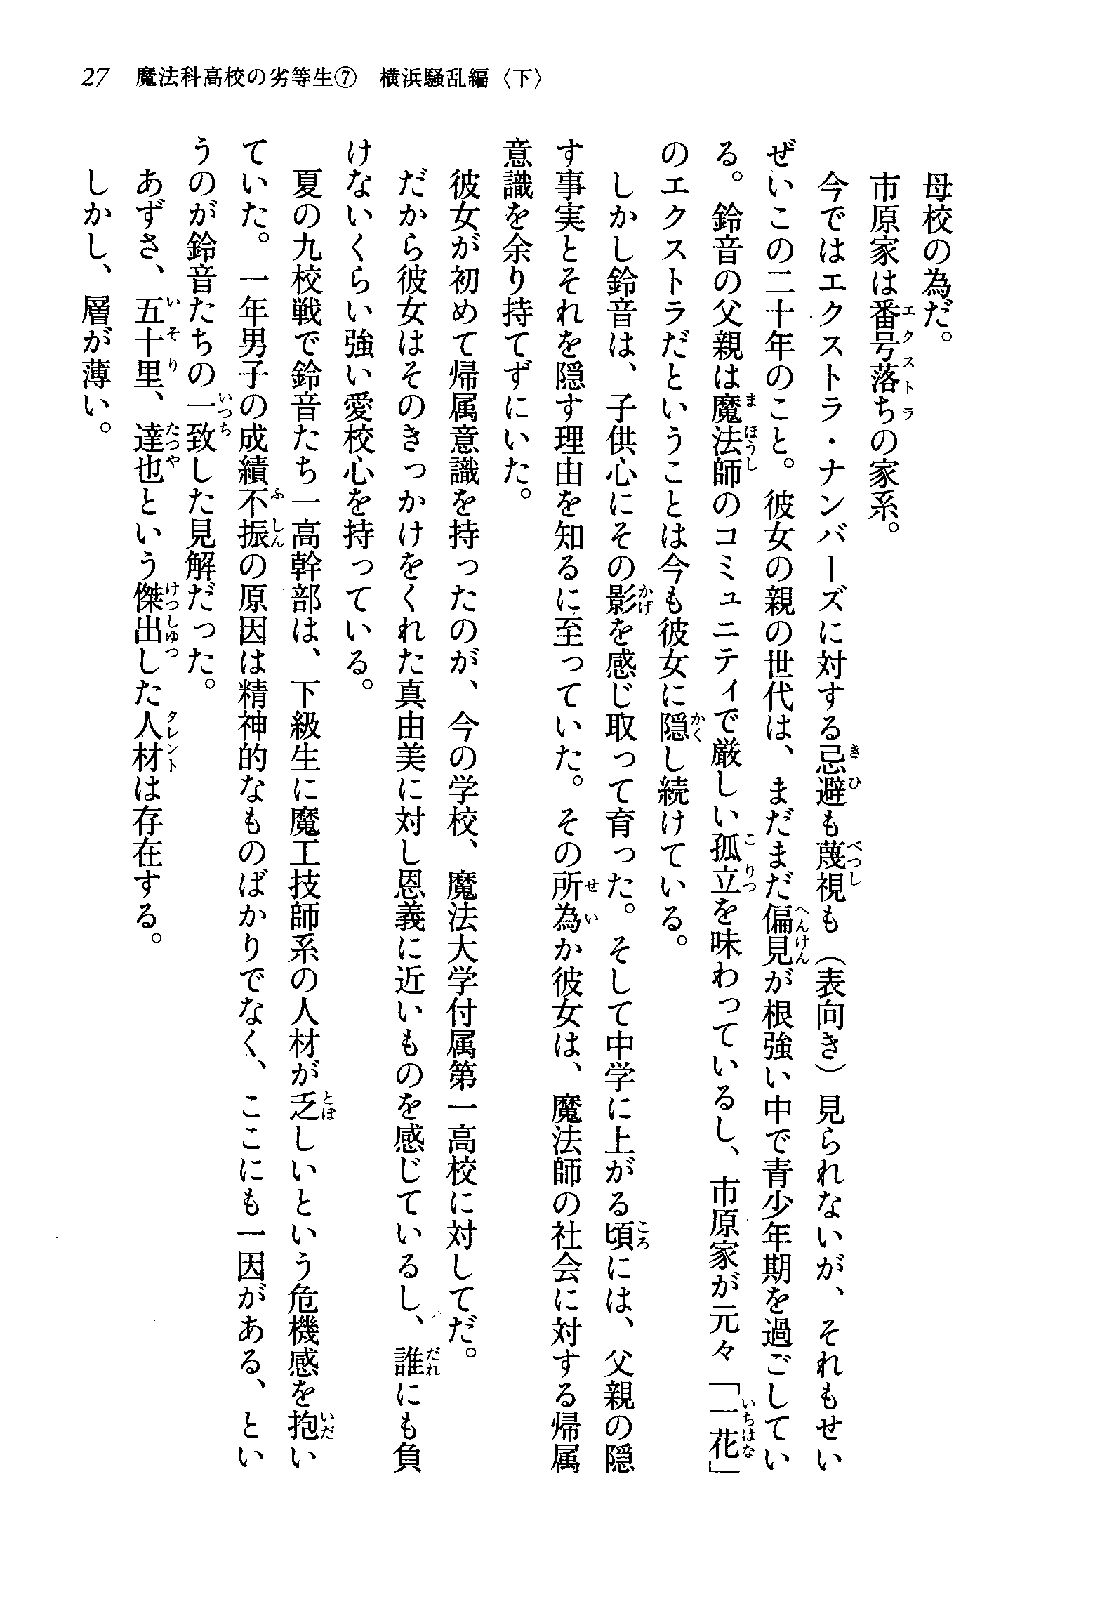 27 魔法科高校の劣等生⑦ 横浜騒乱編〈下〉
母校の為だ。
市原家は番号落ちの家系。
今ではエクストラ・ナンバーズに対する忌避も蔑視も（表向き）見られないが、それもせい
ぜいこの二十年のこと。彼女の親の世代は、まだまだ偏見が根強い中で青少年期を過ごしてい
る。鈴音の父親は魔法師のコミュニティで厳しい孤立を味わっているし、市原家が元々「一花」
のエクストラだということは今も彼女に隠し続けている。
しかし鈴音は、子供心にその影を感じ取って育った。そして中学に上がる頃には、父親の隠
す事実とそれを隠す理由を知るに至っていた。その所為か彼女は、魔法師の社会に対する帰属
意識を余り持てずにいた。
彼女が初めて帰属意識を持ったのが、今の学校、魔法大学付属第一高校に対してだ。
だから彼女はそのきっかけをくれた真由美に対し恩義に近いものを感じているし、誰にも負
けないくらい強い愛校心を持っている。
夏の九校戦で鈴音たち一高幹部は、下級生に魔工技師系の人材が乏しいという危機感を抱い
ていた。一年男子の成績不振の原因は精神的なものばかりでなく、ここにも一因がある、とい
うのが鈴音たちの一致した見解だった。
あずさ、五十里、達也という傑出した人材は存在する。
しかし、層が薄い。